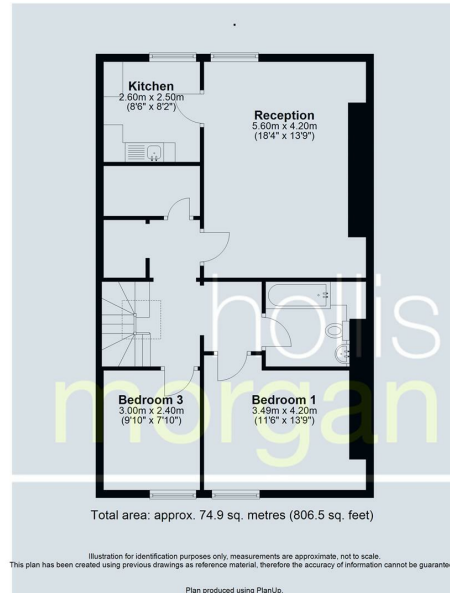 Kitchen
2.60m x 2.50m
(8'6" x 8'2")
Reception
5.60m x 4.20m
(18'4" x 13'9")
hollis
morgan
Bedroom 3
3.00m x 2.40m
(9'10" x 7'10")
Bedroom 1
3.49m x 4.20m
(11'6" x 13'9")
Total area: approx. 74.9 sq. metres (806.5 sq. feet)
Illustration for identification purposes only, measurements are approximate, not to scale.
This plan has been created using previous drawings as reference material, therefore the accuracy of information cannot be guarante
Plan produced using PlanUp.